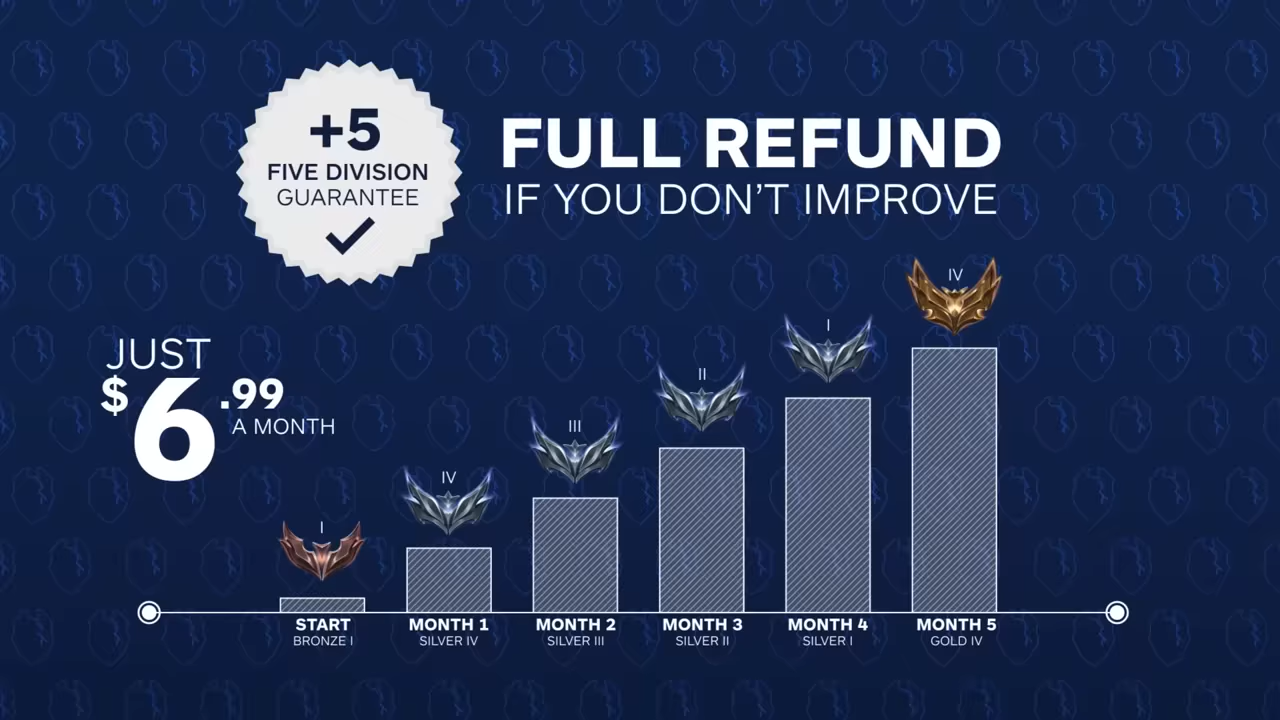 +5
FIVE DIVISION
GUARANTEE
FULL REFUND
IF YOU DON'T IMPROVE
JUST
$6.99
A MONTH
I
IV
III
II
I
IV
START
BRONZE I
MONTH 1
SILVER IV
MONTH 2
SILVER III
MONTH 3
SILVER II
MONTH 4
SILVER I
MONTH 5
GOLD IV